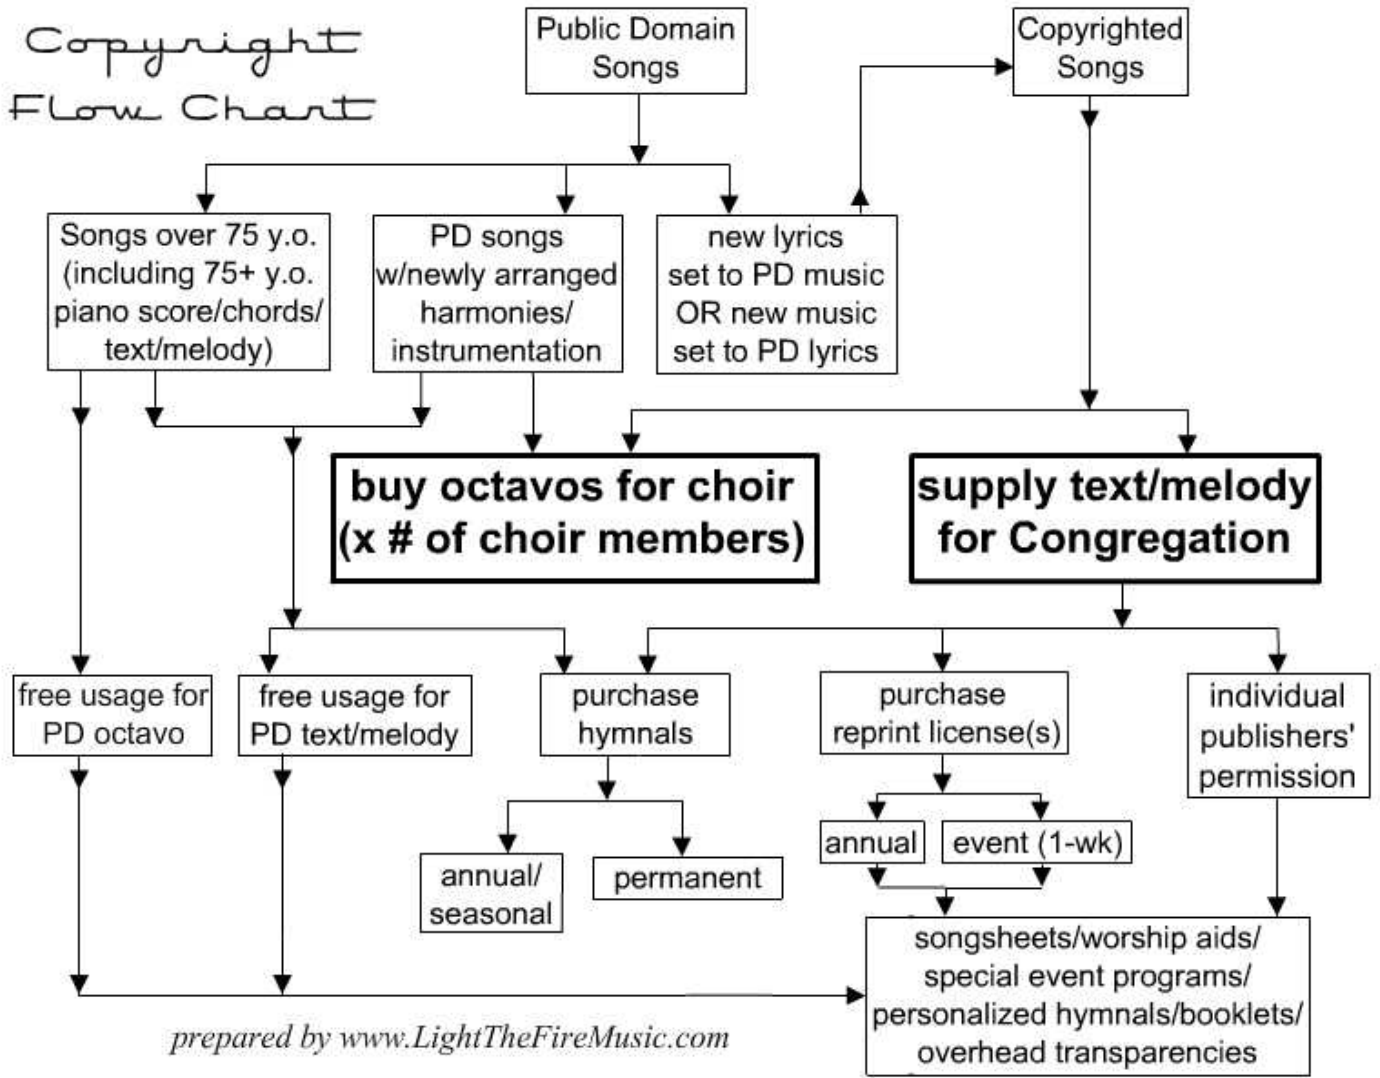 Copyright
Flow Chart
Public Domain
Songs
Copyrighted
Songs
Songs over 75 y.o.
(including 75+ y.o.
piano score/chords/
text/melody)
PD songs
w/newly arranged
harmonies/
instrumentation
new lyrics
set to PD music
OR new music
set to PD lyrics
buy octavos for choir
(x # of choir members)
supply text/melody
for Congregation
free usage for
PD octavo
free usage for
PD text/melody
purchase
hymnals
purchase
reprint license(s)
individual
publishers'
permission
annual/
seasonal
permanent
annual
event (1-wk)
songsheets/worship aids/
special event programs/
personalized hymnals/booklets/
overhead transparencies
prepared by www.LightTheFireMusic.com